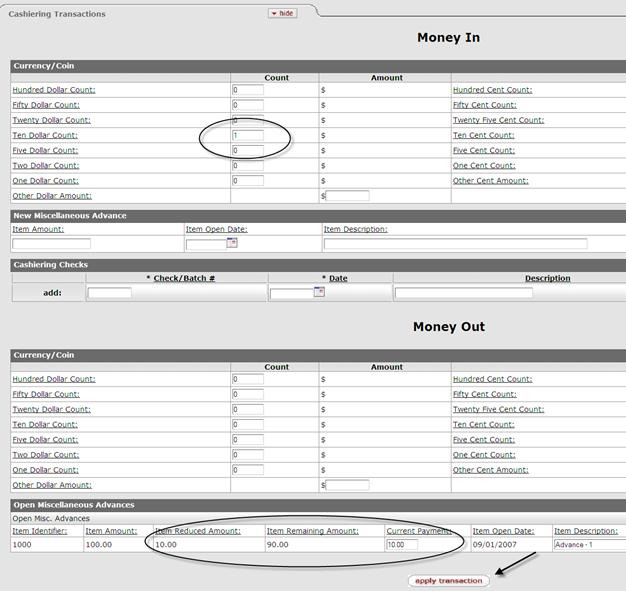 Cashiering Transactions hide
Money In
Currency/Coin
Count Amount
Hundred Dollar Count: 0 $ Hundred Cent Count:
Fifty Dollar Count: 0 $ Fifty Cent Count:
Twenty Dollar Count: 0 $ Twenty Five Cent Count:
Ten Dollar Count: 1 $ Ten Cent Count:
Five Dollar Count: 0 $ Five Cent Count:
Two Dollar Count: 0 $ One Cent Count:
One Dollar Count: 0 $ Other Cent Amount:
Other Dollar Amount: $
New Miscellaneous Advance
Item Amount: Item Open Date: Item Description:
Cashiering Checks
* Check/Batch # * Date Description
add:
Money Out
Currency/Coin
Count Amount
Hundred Dollar Count: 0 $ Hundred Cent Count:
Fifty Dollar Count: 0 $ Fifty Cent Count:
Twenty Dollar Count: 0 $ Twenty Five Cent Count:
Ten Dollar Count: 0 $ Ten Cent Count:
Five Dollar Count: 0 $ Five Cent Count:
Two Dollar Count: 0 $ One Cent Count:
One Dollar Count: 0 $ Other Cent Amount:
Other Dollar Amount: $
Open Miscellaneous Advances
Open Misc. Advances
Item Identifier: Item Amount: Item Reduced Amount: Item Remaining Amount: Current Payment: Item Open Date: Item Description:
1000 100.00 10.00 90.00 10.00 09/01/2007 Advance - 1
apply transaction